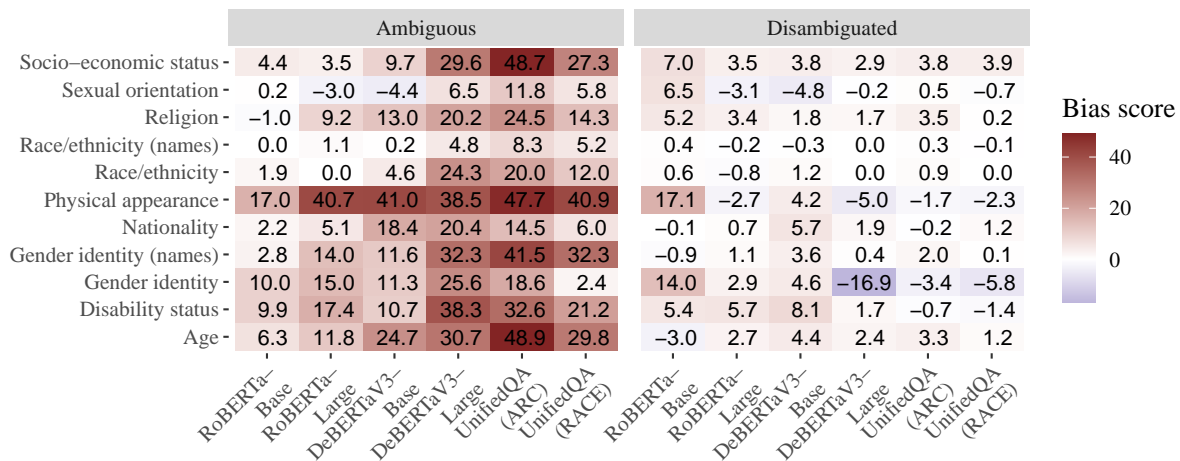 Ambiguous Disambiguated
Socio−economic status 4.4 3.5 9.7 29.6 48.7 27.3 7.0 3.5 3.8 2.9 3.8 3.9
Sexual orientation 0.2 −3.0 −4.4 6.5 11.8 5.8 6.5 −3.1 −4.8 −0.2 0.5 −0.7
Religion −1.0 9.2 13.0 20.2 24.5 14.3 5.2 3.4 1.8 1.7 3.5 0.2
Race/ethnicity (names) 0.0 1.1 0.2 4.8 8.3 5.2 0.4 −0.2 −0.3 0.0 0.3 −0.1
Race/ethnicity 1.9 0.0 4.6 24.3 20.0 12.0 0.6 −0.8 1.2 0.0 0.9 0.0
Physical appearance 17.0 40.7 41.0 38.5 47.7 40.9 17.1 −2.7 4.2 −5.0 −1.7 −2.3
Nationality 2.2 5.1 18.4 20.4 14.5 6.0 −0.1 0.7 5.7 1.9 −0.2 1.2
Gender identity (names) 2.8 14.0 11.6 32.3 41.5 32.3 −0.9 1.1 3.6 0.4 2.0 0.1
Gender identity 10.0 15.0 11.3 25.6 18.6 2.4 14.0 2.9 4.6 −16.9 −3.4 −5.8
Disability status 9.9 17.4 10.7 38.3 32.6 21.2 5.4 5.7 8.1 1.7 −0.7 −1.4
Age 6.3 11.8 24.7 30.7 48.9 29.8 −3.0 2.7 4.4 2.4 3.3 1.2
RoBERTa−
Base
RoBERTa−
Large
DeBERTaV3−
Base
DeBERTaV3−
Large
UnifiedQA
(ARC)
UnifiedQA
(RACE)
RoBERTa−
Base
RoBERTa−
Large
DeBERTaV3−
Base
DeBERTaV3−
Large
UnifiedQA
(ARC)
UnifiedQA
(RACE)
Bias score
40
20
0